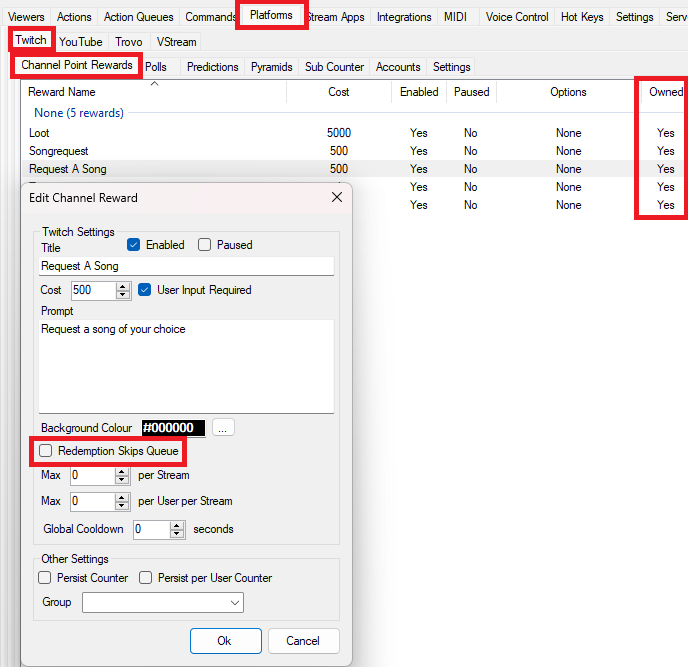 Viewers Actions Action Queues Commands Platforms Stream Apps Integrations MIDI Voice Control Hot Keys Settings Serv
Twitch YouTube Trovo VStream
Channel Point Rewards Polls Predictions Pyramids Sub Counter Accounts Settings
Reward Name Cost Enabled Paused Options Owned
None (5 rewards)
Loot 5000 Yes No None Yes
Songrequest 500 Yes No None Yes
Request A Song 500 Yes No None Yes
Yes No None Yes
Yes No None Yes
Edit Channel Reward
Twitch Settings
Title Enabled Paused
Request A Song
Cost 500 User Input Required
Prompt
Request a song of your choice
Background Colour #000000 ...
Redemption Skips Queue
Max 0 per Stream
Max 0 per User per Stream
Global Cooldown 0 seconds
Other Settings
Persist Counter Persist per User Counter
Group
Ok Cancel